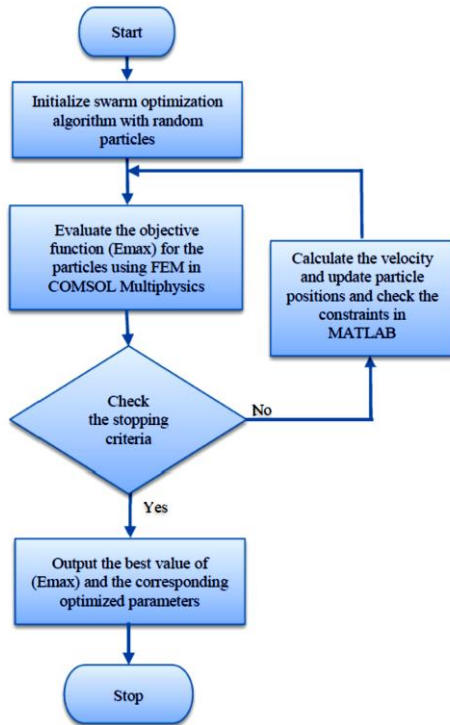 Start
Initialize swarm optimization
algorithm with random
particles
Evaluate the objective
function (Emax) for the
particles using FEM in
COMSOL Multiphysics
Calculate the velocity
and update particle
positions and check the
constraints in
MATLAB
Check
the stopping
criteria
No
Yes
Output the best value of
(Emax) and the corresponding
optimized parameters
Stop